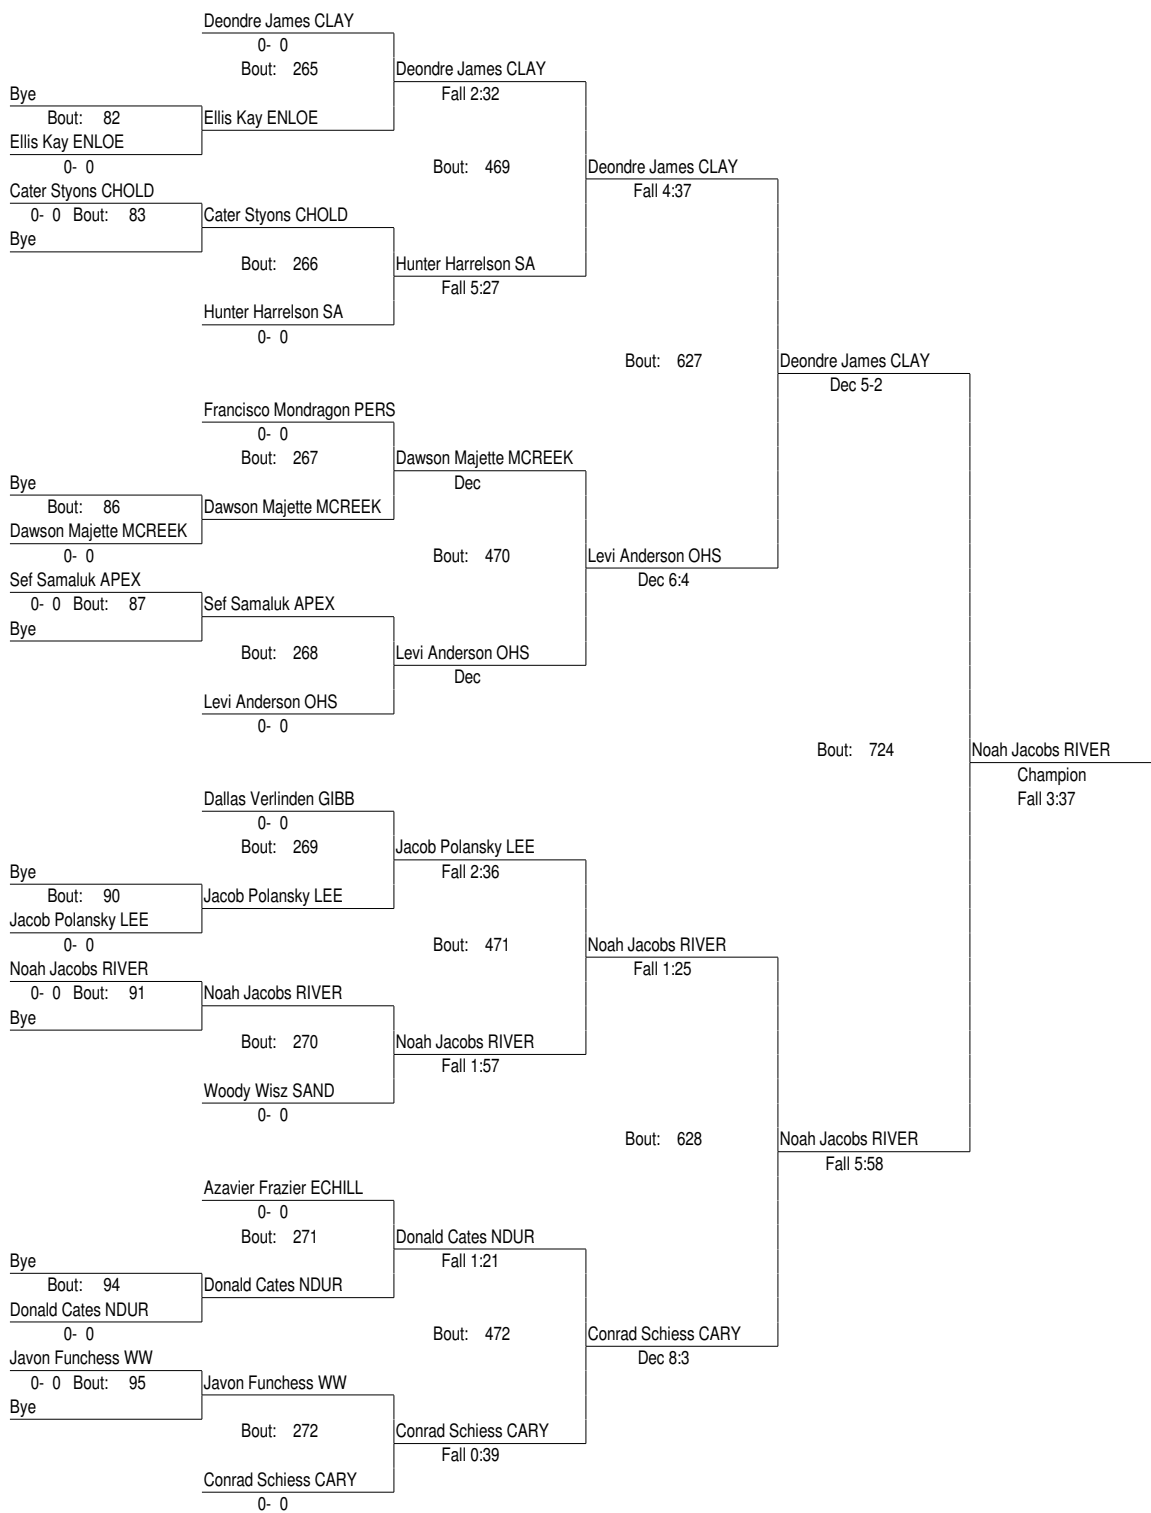 Deondre James CLAY
0- 0
Bout: 265
Deondre James CLAY
Fall 2:32
Bye
Bout: 82
Ellis Kay ENLOE
Ellis Kay ENLOE
0- 0
Bout: 469
Deondre James CLAY
Fall 4:37
Cater Styons CHOLD
0- 0 Bout: 83
Cater Styons CHOLD
Bye
Bout: 266
Hunter Harrelson SA
Fall 5:27
Hunter Harrelson SA
0- 0
Bout: 627
Deondre James CLAY
Dec 5-2
Francisco Mondragon PERS
0- 0
Bout: 267
Dawson Majette MCREEK
Dec
Bye
Bout: 86
Dawson Majette MCREEK
Dawson Majette MCREEK
0- 0
Bout: 470
Levi Anderson OHS
Dec 6:4
Sef Samaluk APEX
0- 0 Bout: 87
Sef Samaluk APEX
Bye
Bout: 268
Levi Anderson OHS
Dec
Levi Anderson OHS
0- 0
Bout: 724
Noah Jacobs RIVER
Champion
Fall 3:37
Dallas Verlinden GIBB
0- 0
Bout: 269
Jacob Polansky LEE
Fall 2:36
Bye
Bout: 90
Jacob Polansky LEE
Jacob Polansky LEE
0- 0
Bout: 471
Noah Jacobs RIVER
Fall 1:25
Noah Jacobs RIVER
0- 0 Bout: 91
Noah Jacobs RIVER
Bye
Bout: 270
Noah Jacobs RIVER
Fall 1:57
Woody Wisz SAND
0- 0
Bout: 628
Noah Jacobs RIVER
Fall 5:58
Azavier Frazier ECHILL
0- 0
Bout: 271
Donald Cates NDUR
Fall 1:21
Bye
Bout: 94
Donald Cates NDUR
Donald Cates NDUR
0- 0
Bout: 472
Conrad Schiess CARY
Dec 8:3
Javon Funchess WW
0- 0 Bout: 95
Javon Funchess WW
Bye
Bout: 272
Conrad Schiess CARY
Fall 0:39
Conrad Schiess CARY
0- 0